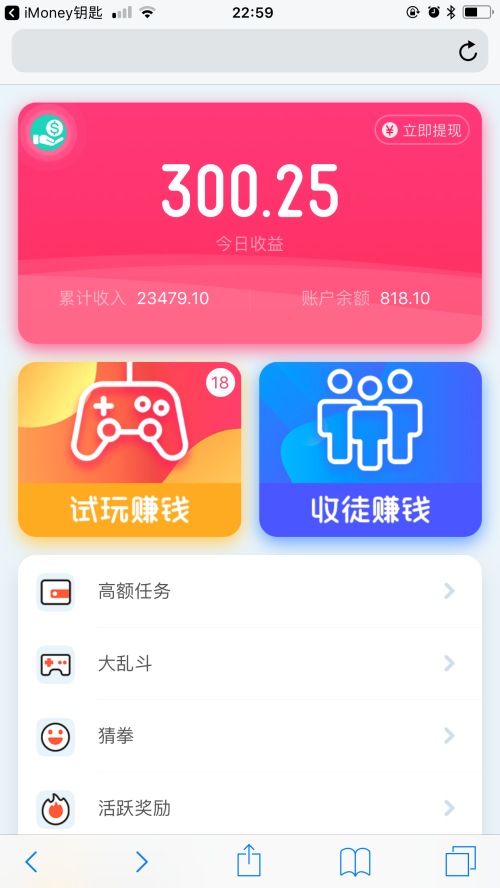 iMoney钥匙
22:59
¥ 立即提现
300.25
今日收益
累计收入 23479.10
账户余额 818.10
18
试玩赚钱
收徒赚钱
高额任务
大乱斗
猜拳
活跃奖励